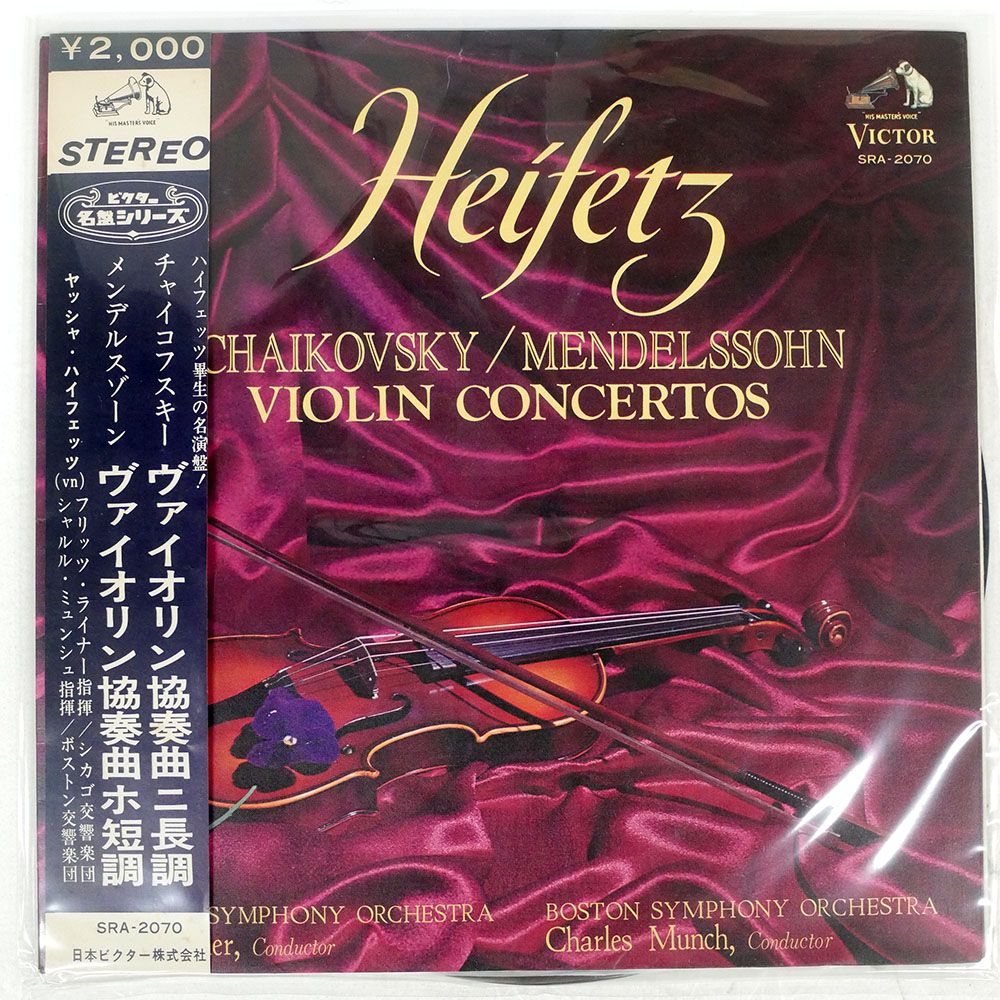 ¥2,000
"HIS MASTER'S VOICE"
STEREO
ビクター
名盤シリーズ
ハイフェッツ畢生の名演盤!
チャイコフスキー ヴァイオリン協奏曲 ニ長調
メンデルスゾーン ヴァイオリン協奏曲 ホ短調
ヤッシャ・ハイフェッツ(vn)
フリッツ・ライナー指揮/シカゴ交響楽団
シャルル・ミュンシュ指揮/ボストン交響楽団
SRA-2070
日本ビクター株式会社
"HIS MASTER'S VOICE"
VICTOR
SRA-2070
Heifetz
CHAIKOVSKY / MENDELSSOHN
VIOLIN CONCERTOS
SYMPHONY ORCHESTRA
er, Conductor
BOSTON SYMPHONY ORCHESTRA
Charles Munch, Conductor